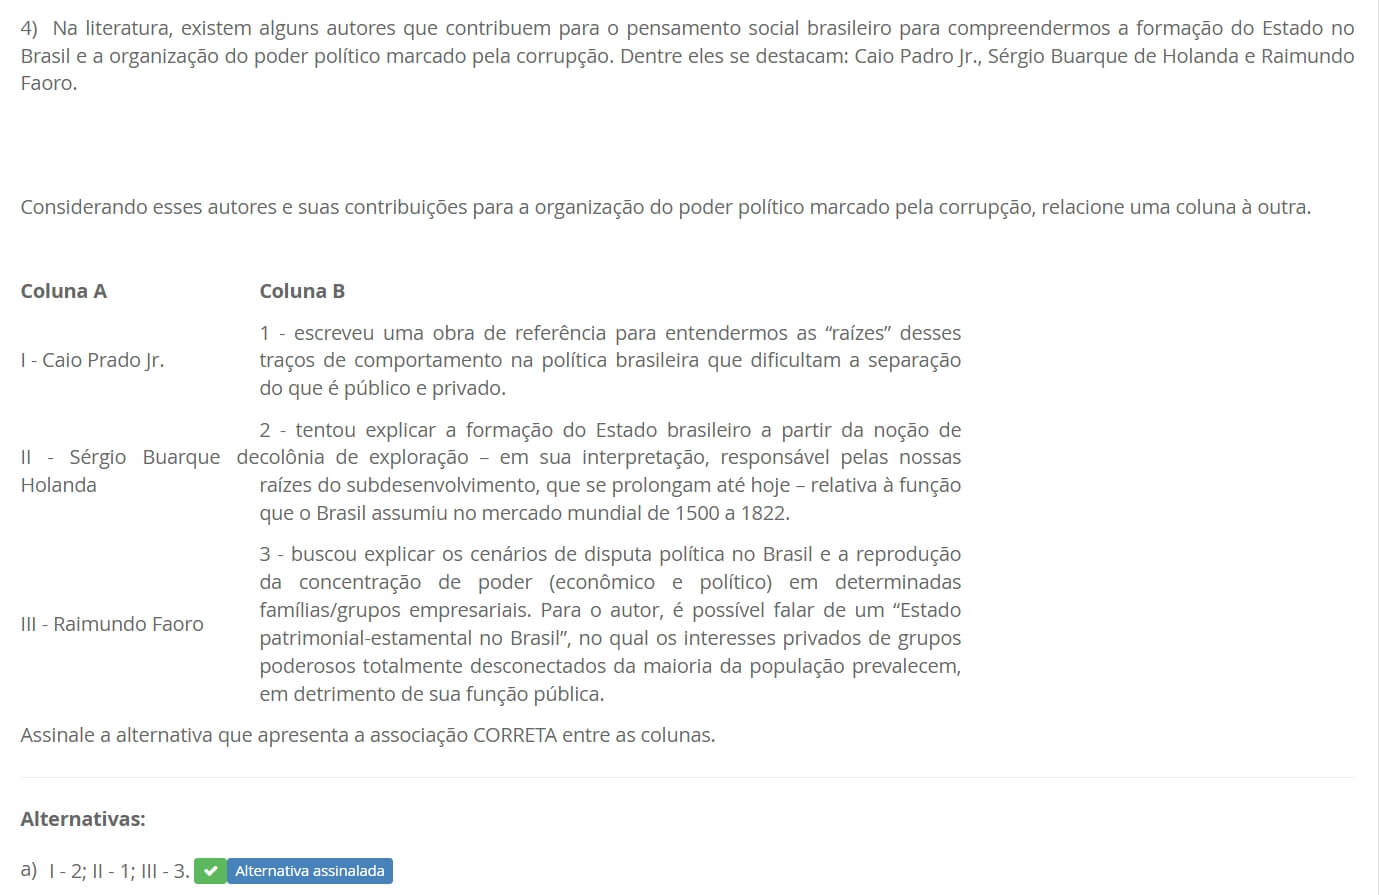 4) Na literatura, existem alguns autores que contribuem para o pensamento social brasileiro para compreendermos a formação do Estado no
Brasil e a organização do poder político marcado pela corrupção. Dentre eles se destacam: Caio Padro Jr., Sérgio Buarque de Holanda e Raimundo
Faoro.
Considerando esses autores e suas contribuições para a organização do poder político marcado pela corrupção, relacione uma coluna à outra.
Coluna A
Coluna B
I - Caio Prado Jr.
1 - escreveu uma obra de referência para entendermos as “raízes” desses
traços de comportamento na política brasileira que dificultam a separação
do que é público e privado.
II - Sérgio Buarque de
Holanda
2 - tentou explicar a formação do Estado brasileiro a partir da noção de
colônia de exploração – em sua interpretação, responsável pelas nossas
raízes do subdesenvolvimento, que se prolongam até hoje – relativa à função
que o Brasil assumiu no mercado mundial de 1500 a 1822.
III - Raimundo Faoro
3 - buscou explicar os cenários de disputa política no Brasil e a reprodução
da concentração de poder (econômico e político) em determinadas
famílias/grupos empresariais. Para o autor, é possível falar de um “Estado
patrimonial-estamental no Brasil”, no qual os interesses privados de grupos
poderosos totalmente desconectados da maioria da população prevalecem,
em detrimento de sua função pública.
Assinale a alternativa que apresenta a associação CORRETA entre as colunas.
Alternativas:
a) I - 2; II - 1; III - 3. Alternativa assinalada